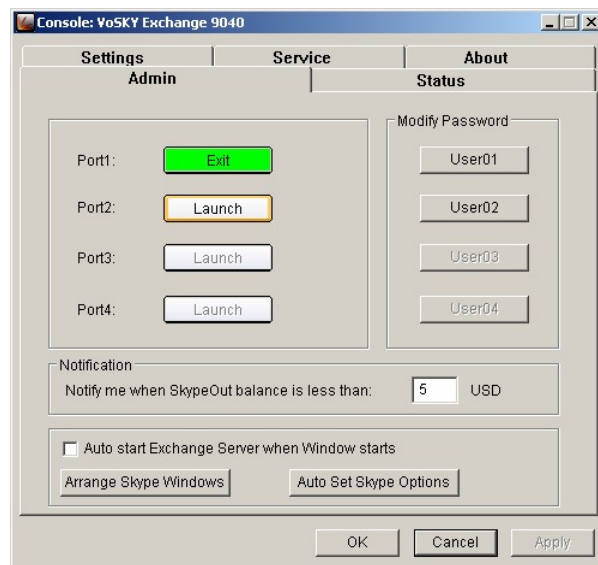 Console: VoSKY Exchange 9040
Settings Service About
Admin Status
Modify Password
Port1: Exit User01
Port2: Launch User02
Port3: Launch User03
Port4: Launch User04
Notification
Notify me when SkypeOut balance is less than: 5 USD
Auto start Exchange Server when Window starts
Arrange Skype Windows Auto Set Skype Options
OK Cancel Apply